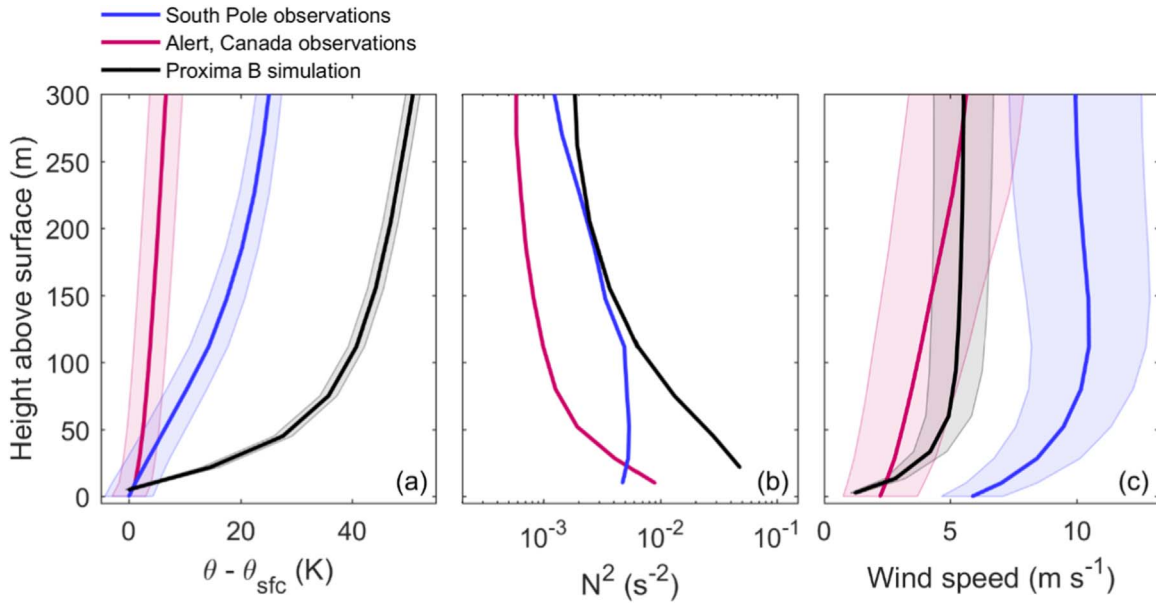 South Pole observations
Alert, Canada observations
Proxima B simulation
Height above surface (m)
300
250
200
150
100
50
0
(a)
(b)
(c)
0 20 40
10⁻³ 10⁻² 10⁻¹
5 10
θ - θsfc (K)
N² (s⁻²)
Wind speed (m s⁻¹)